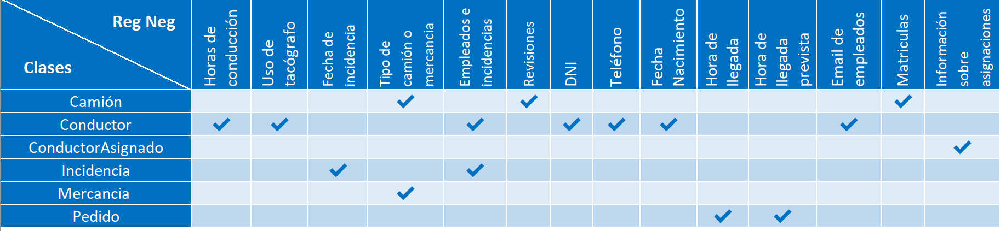 Reg Neg
Clases
Horas de
conducción
Uso de
tacógrafo
Fecha de
incidencia
Tipo de
camión o
mercancia
Empleados e
incidencias
Revisiones
DNI
Teléfono
Fecha
Nacimiento
Hora de
llegada
Hora de
llegada
prevista
Email de
empleados
Matriculas
Información
sobre
asignaciones
Camión
Conductor
ConductorAsignado
Incidencia
Mercancia
Pedido